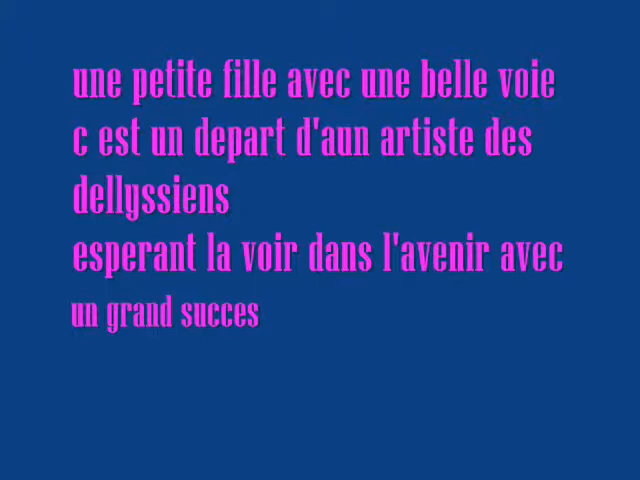 une petite fille avec une belle voie
c est un depart d'aun artiste des
dellyssiens
esperant la voir dans l'avenir avec
un grand succes